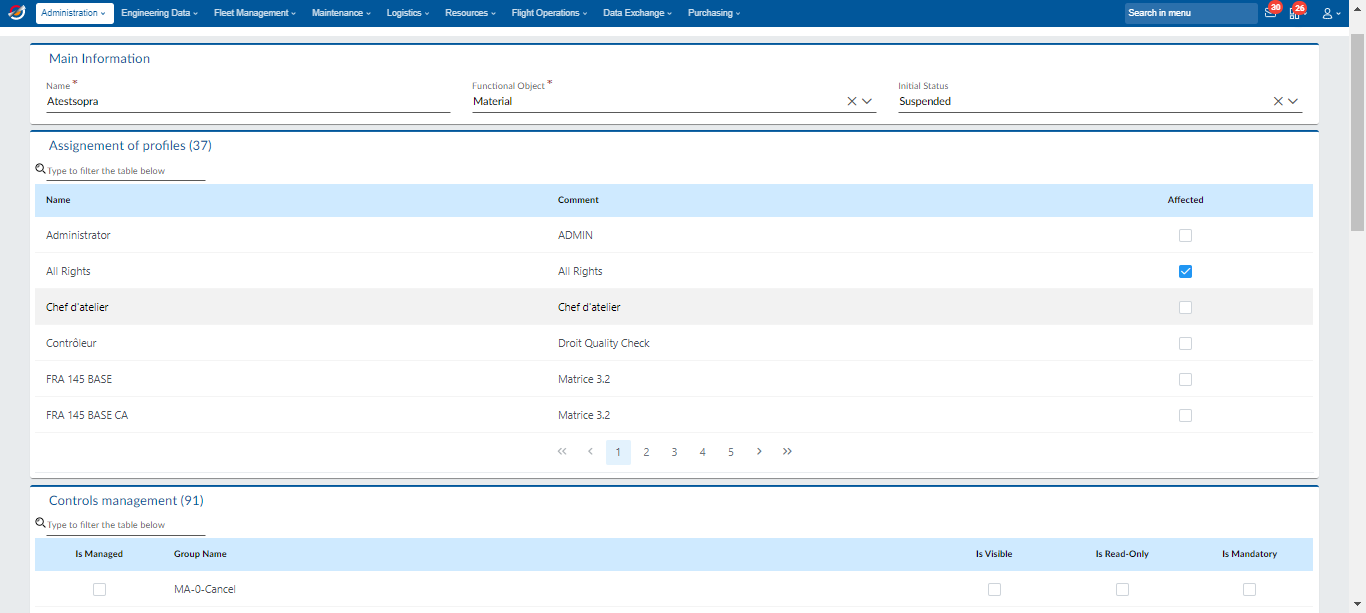 Administration Engineering Data Fleet Management Maintenance Logistics Resources Flight Operations Data Exchange Purchasing Search in menu 30 26
Main Information
Name * Functional Object * Initial Status
Atestsopra Material Suspended
Assignement of profiles (37)
Type to filter the table below
Name Comment Affected
Administrator ADMIN
All Rights All Rights
Chef d'atelier Chef d'atelier
Contrôleur Droit Quality Check
FRA 145 BASE Matrice 3.2
FRA 145 BASE CA Matrice 3.2
« ‹ 1 2 3 4 5 › »
Controls management (91)
Type to filter the table below
Is Managed Group Name Is Visible Is Read-Only Is Mandatory
MA-0-Cancel